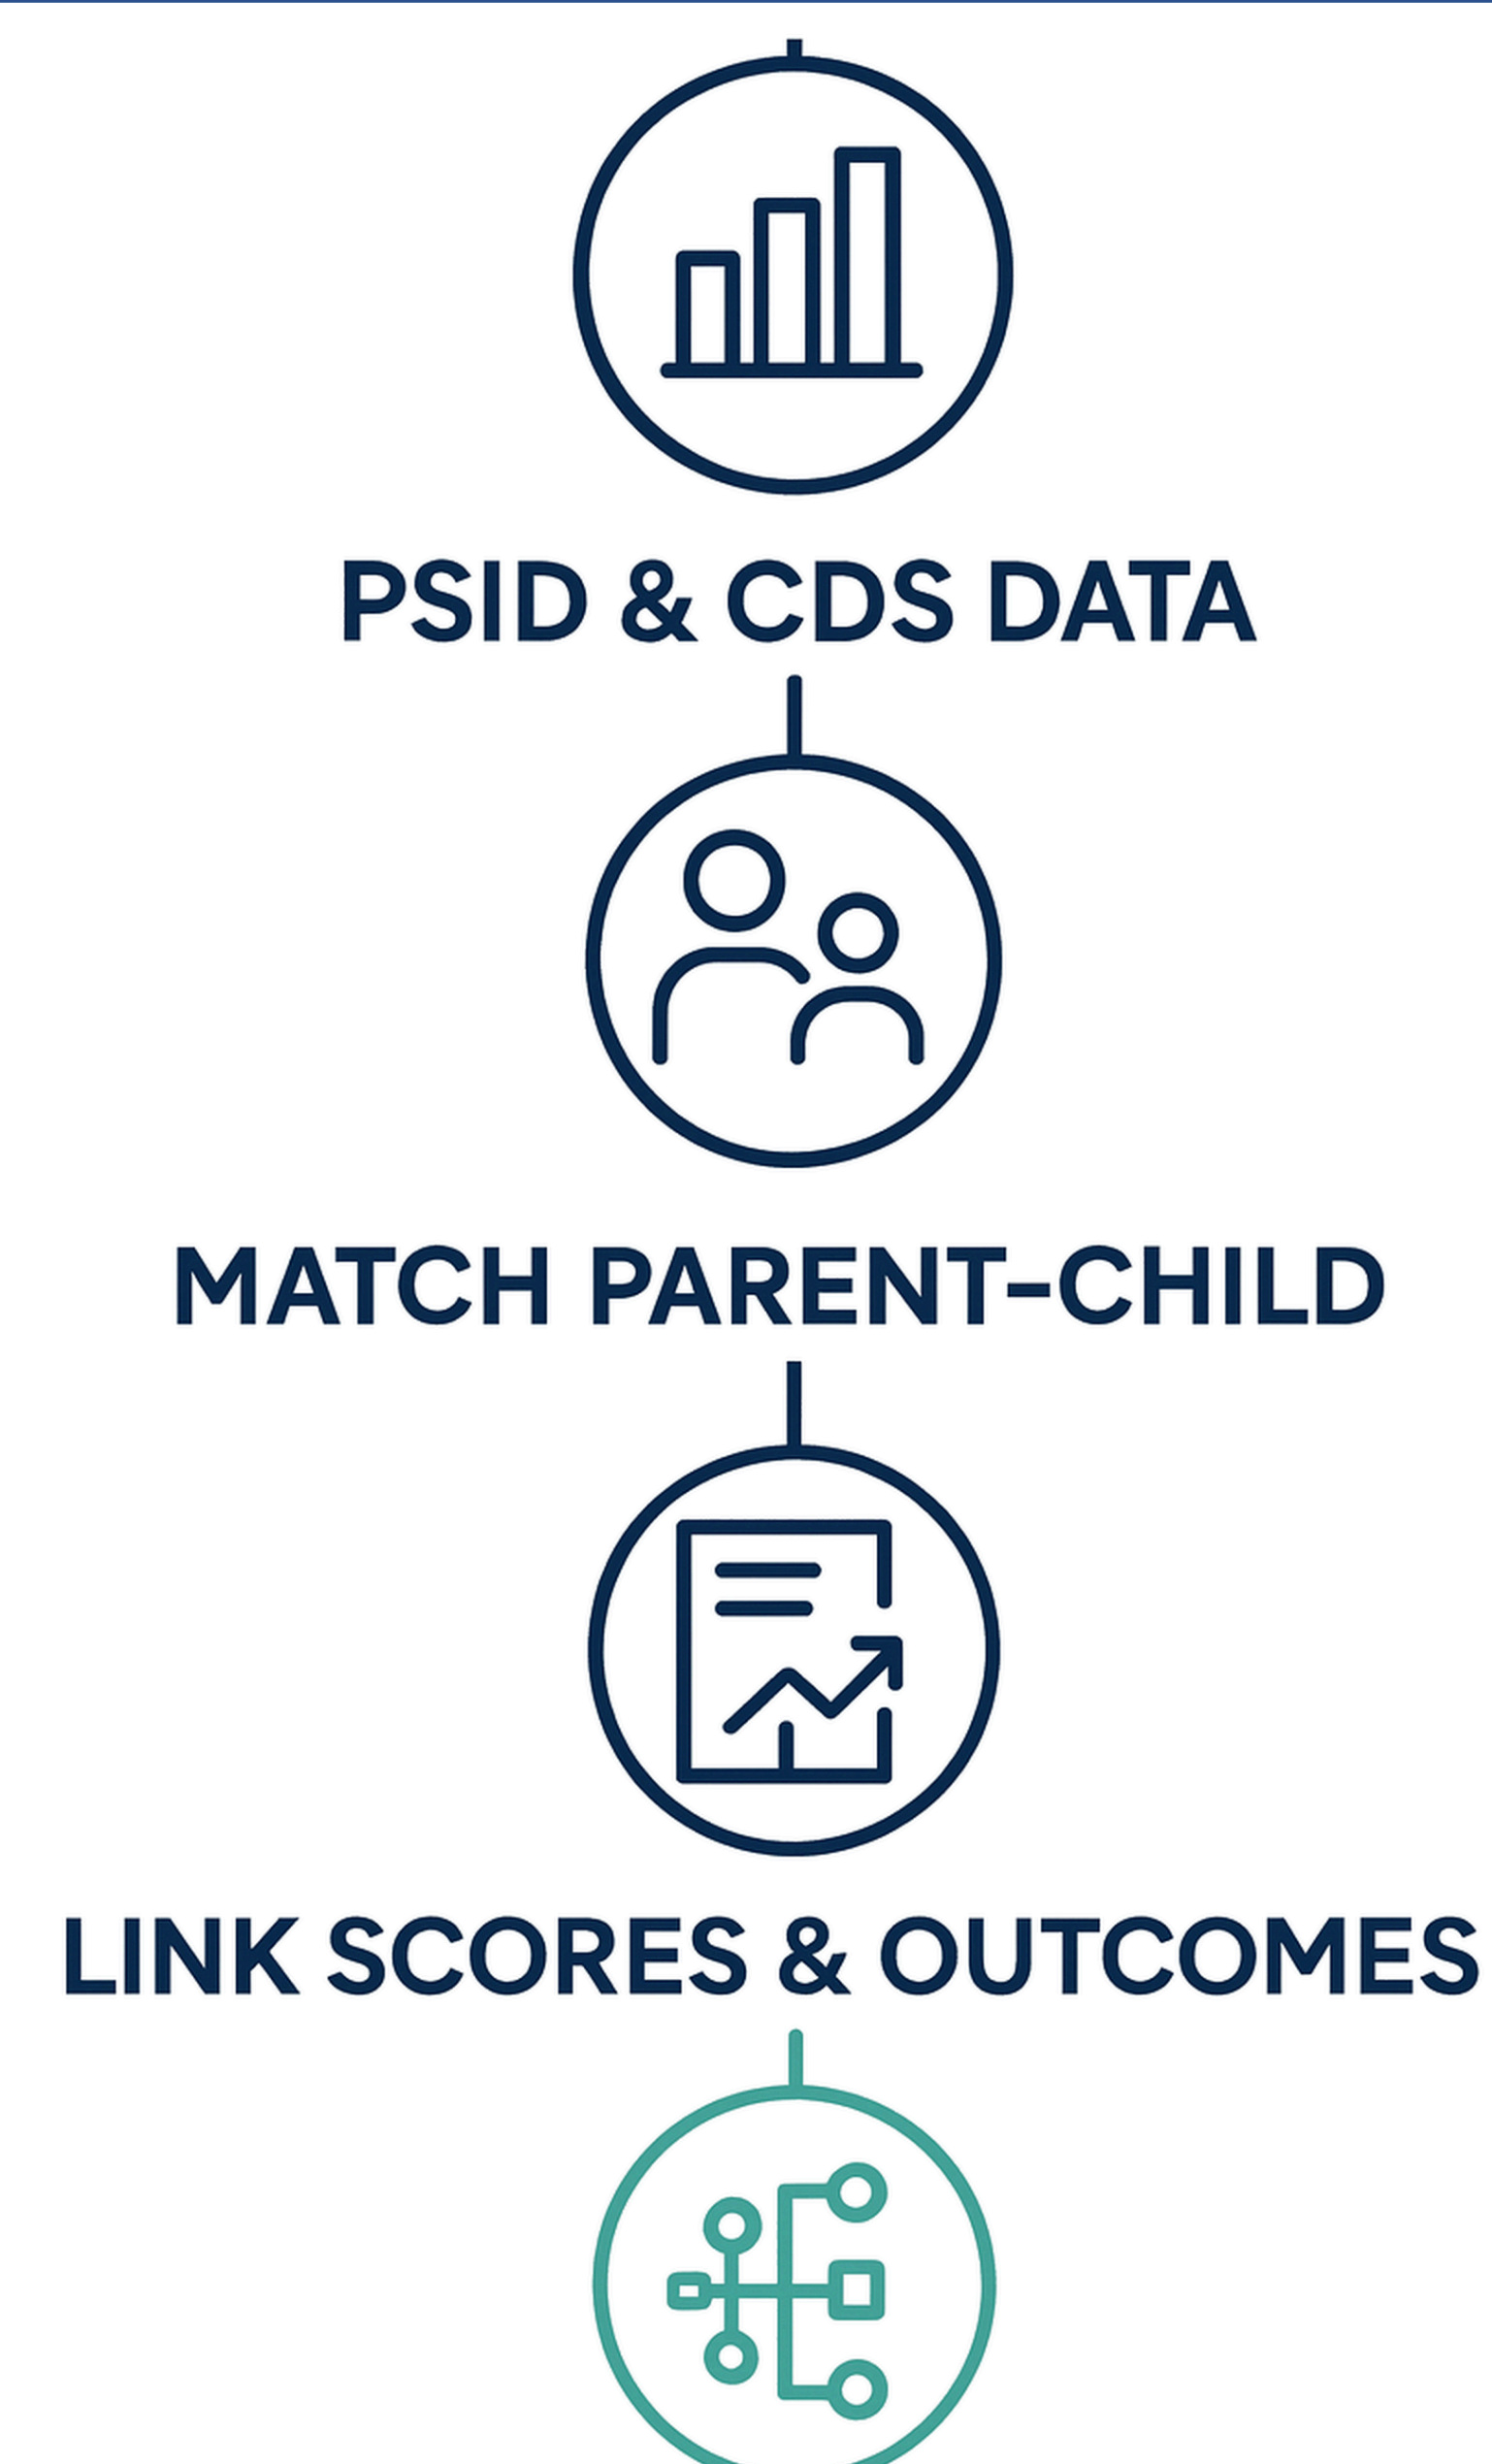 PSID & CDS DATA
MATCH PARENT-CHILD
LINK SCORES & OUTCOMES